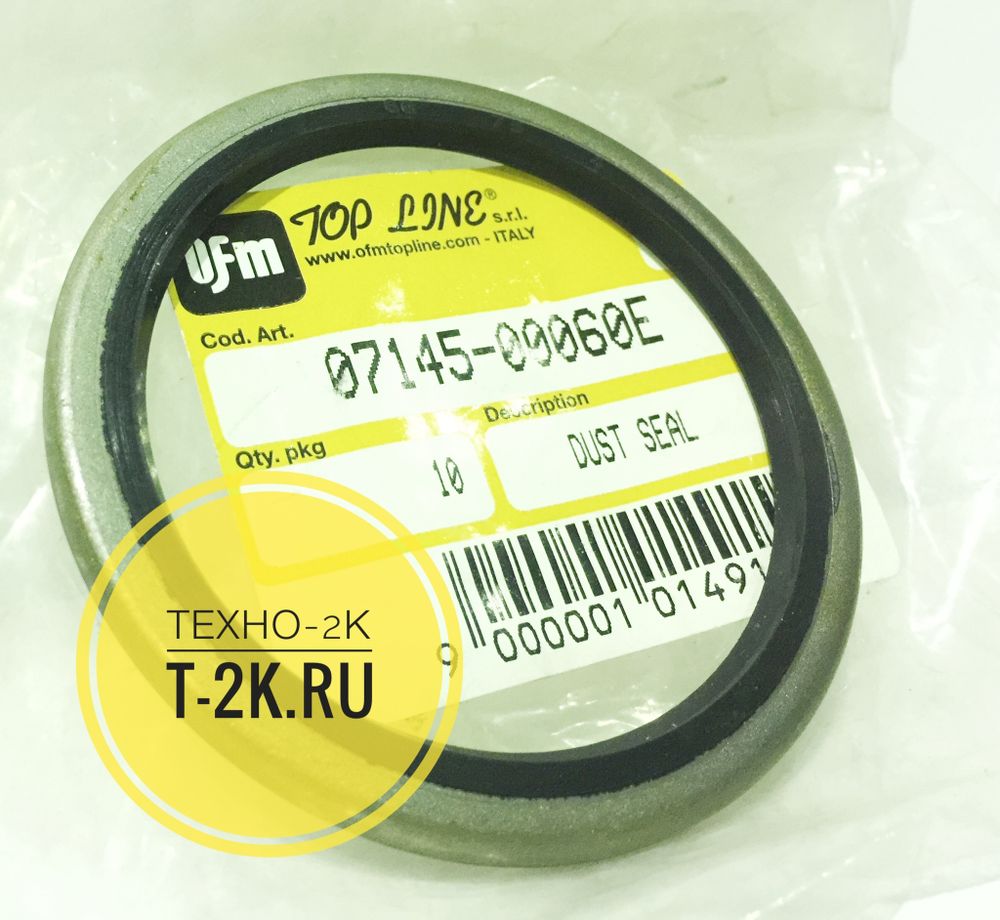 OFM TOP LINE® s.r.l.
www.ofmtopline.com - ITALY
Cod. Art.
07145-00060E
Description
Qty. pkg
DUST SEAL
10
9 000001 01491
ТЕХНО-2К
T-2K.RU